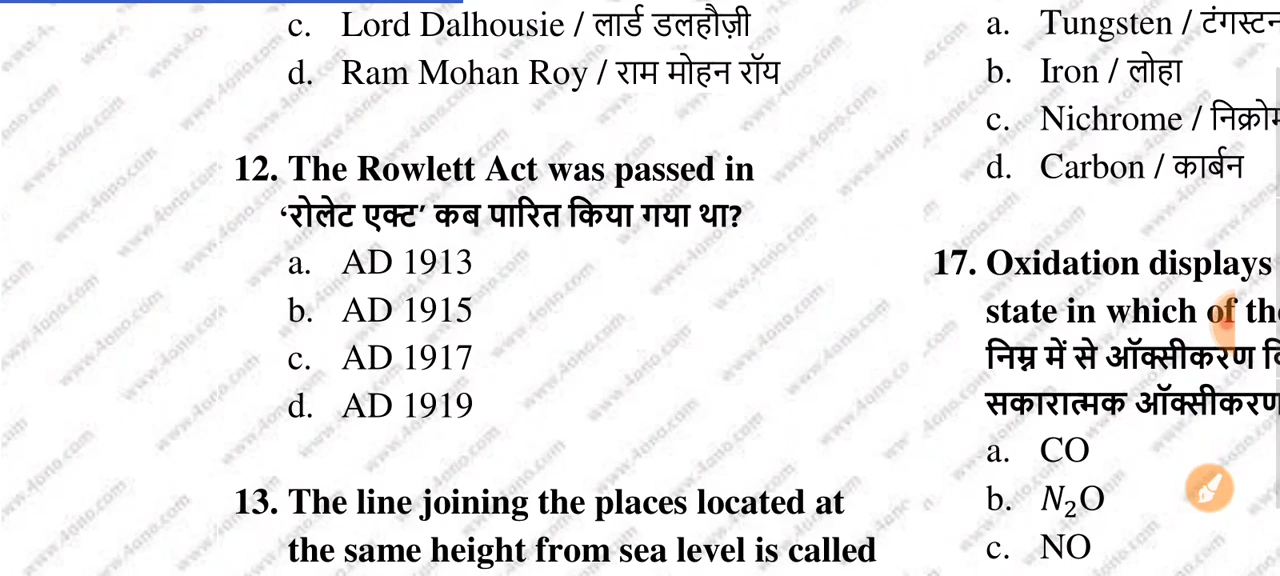 c. Lord Dalhousie / लार्ड डलहौज़ी
d. Ram Mohan Roy / राम मोहन रॉय
12. The Rowlett Act was passed in
‘रोलेट एक्ट’ कब पारित किया गया था?
a. AD 1913
b. AD 1915
c. AD 1917
d. AD 1919
13. The line joining the places located at
the same height from sea level is called
a. Tungsten / टंगस्टन
b. Iron / लोहा
c. Nichrome /
d. Carbon / कार्बन
17. Oxidation displays
state in which of
निम्न में से ऑक्सीकरण
सकारात्मक ऑक्सीकरण
a. CO
b. N₂O
c. NO
www.4ono.com